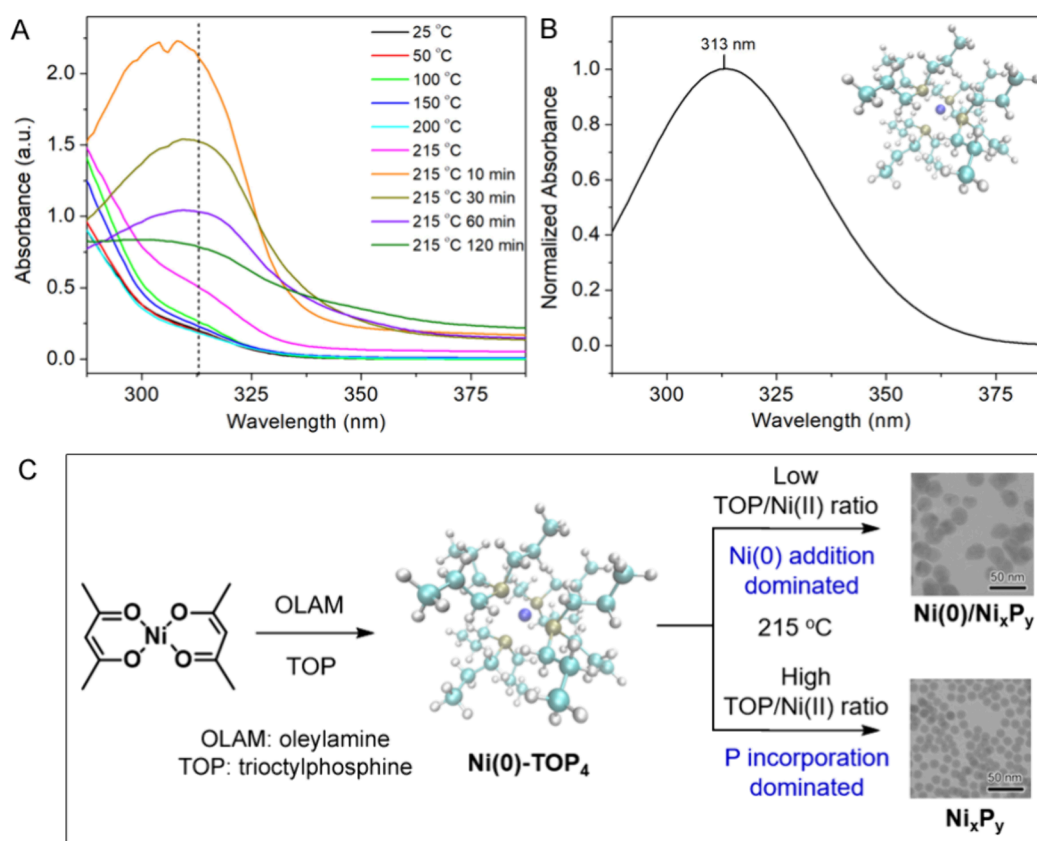 A
Absorbance (a.u.)
2.0
1.5
1.0
0.5
0.0
300
325
350
375
Wavelength (nm)
25 °C
50 °C
100 °C
150 °C
200 °C
215 °C
215 °C 10 min
215 °C 30 min
215 °C 60 min
215 °C 120 min
B
Normalized Absorbance
1.0
0.8
0.6
0.4
0.2
0.0
313 nm
300
325
350
375
Wavelength (nm)
C
O
O
Ni
O
O
OLAM
TOP
OLAM: oleylamine
TOP: trioctylphosphine
Ni(0)-TOP₄
Low
TOP/Ni(II) ratio
Ni(0) addition
dominated
215 °C
High
TOP/Ni(II) ratio
P incorporation
dominated
50 nm
Ni(0)/NiₓPᵧ
50 nm
NiₓPᵧ